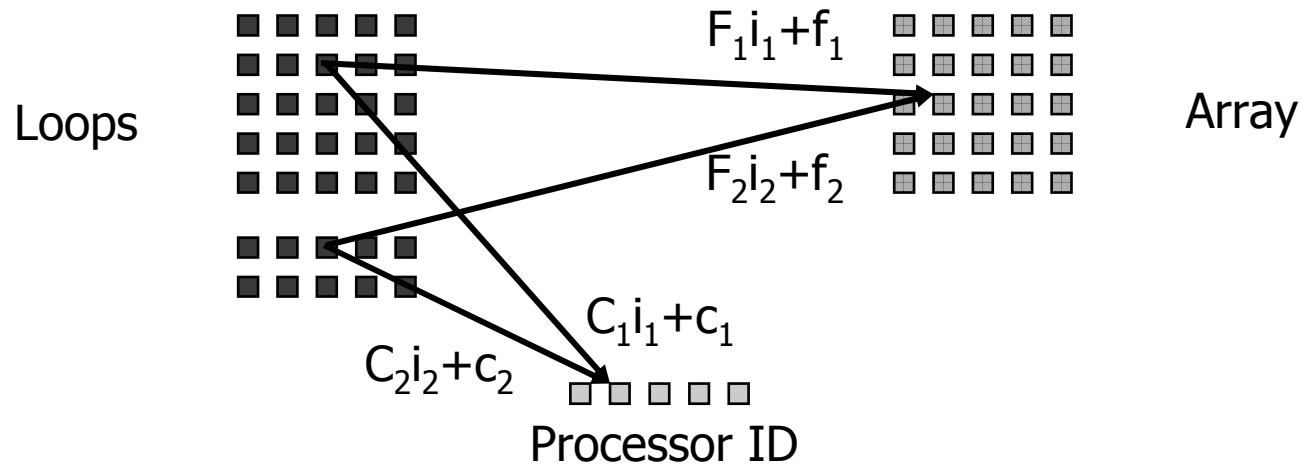 F₁i₁+f₁
Loops
Array
F₂i₂+f₂
C₁i₁+c₁
C₂i₂+c₂
Processor ID